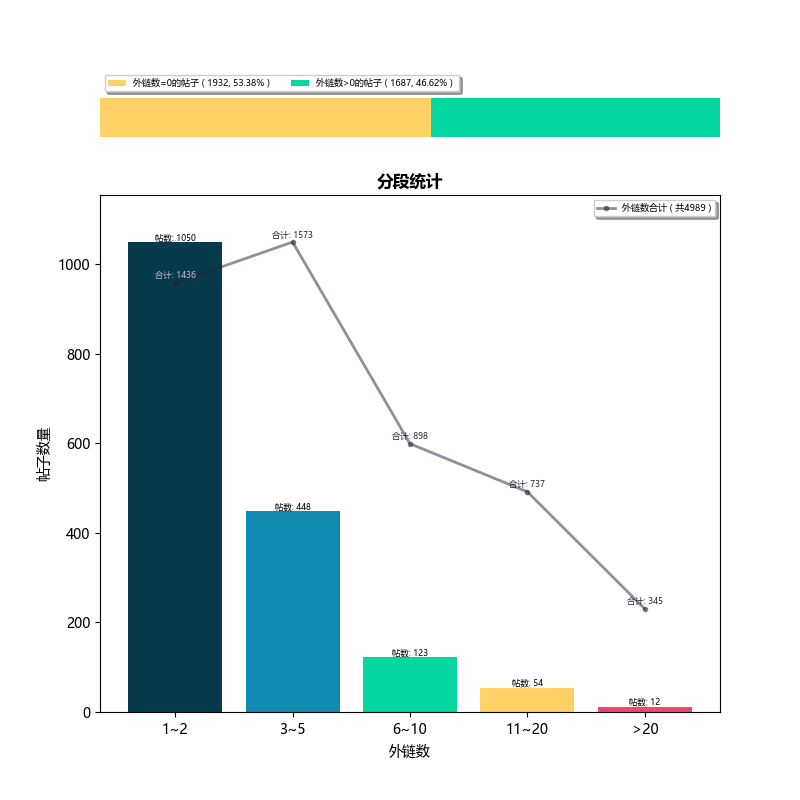 外链数=0的帖子 ( 1932, 53.38% )
外链数>0的帖子 ( 1687, 46.62% )
分段统计
外链数合计 ( 共4989 )
帖子数量
1000
800
600
400
200
0
帖数: 1050
合计: 1436
合计: 1573
帖数: 448
合计: 898
帖数: 123
合计: 737
帖数: 54
合计: 345
帖数: 12
1~2
3~5
6~10
11~20
>20
外链数